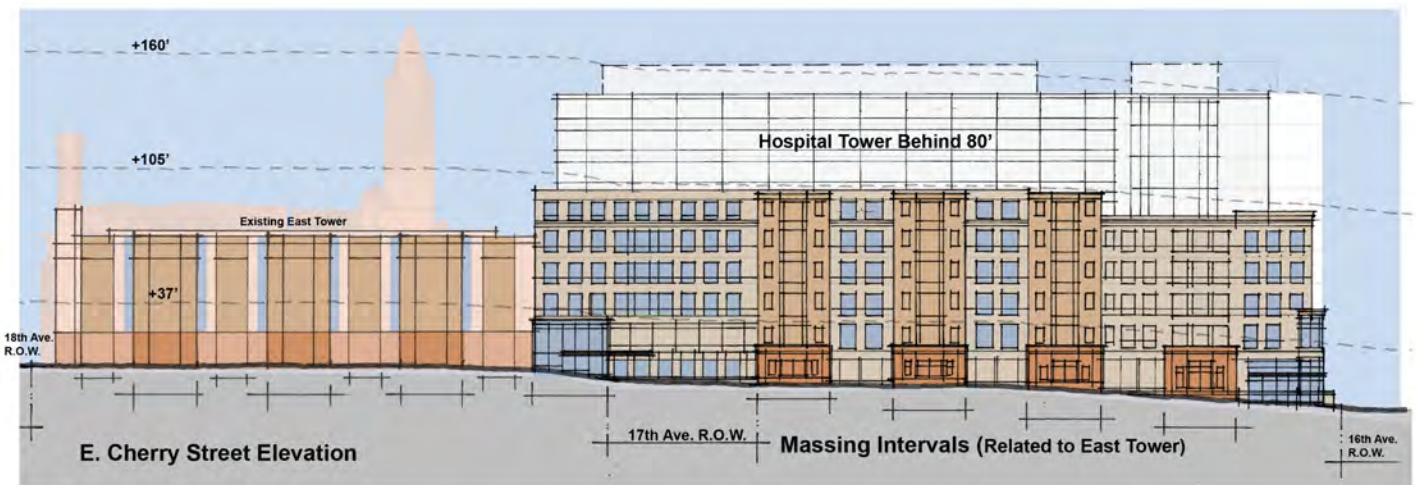 +160'
Hospital Tower Behind 80'
+105'
Existing East Tower
+37'
18th Ave.
R.O.W.
17th Ave. R.O.W.
Massing Intervals (Related to East Tower)
16th Ave.
R.O.W.
E. Cherry Street Elevation